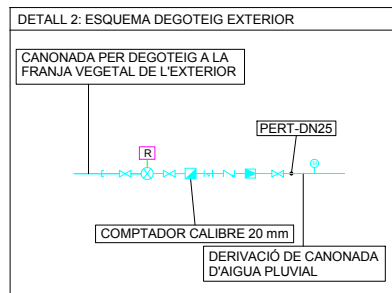 DETALL 2: ESQUEMA DEGOTEIG EXTERIOR
CANONADA PER DEGOTEIG A LA
FRANJA VEGETAL DE L'EXTERIOR
R
PERT-DN25
COMPTADOR CALIBRE 20 mm
DERIVACIÓ DE CANONADA
D'AIGUA PLUVIAL